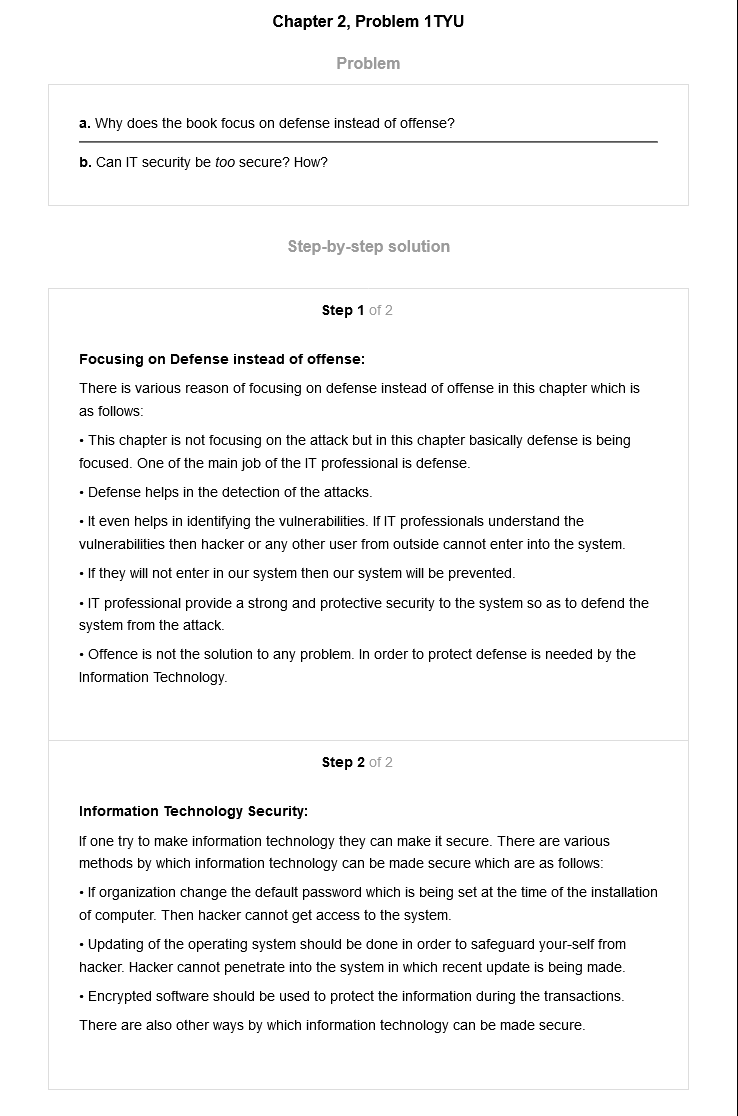 Chapter 2, Problem 1TYU
Problem
a. Why does the book focus on defense instead of offense?
b. Can IT security be too secure? How?
Step-by-step solution
Step 1 of 2
Focusing on Defense instead of offense:
There is various reason of focusing on defense instead of offense in this chapter which is
as follows:
• This chapter is not focusing on the attack but in this chapter basically defense is being
focused. One of the main job of the IT professional is defense.
• Defense helps in the detection of the attacks.
• It even helps in identifying the vulnerabilities. If IT professionals understand the
vulnerabilities then hacker or any other user from outside cannot enter into the system.
• If they will not enter in our system then our system will be prevented.
• IT professional provide a strong and protective security to the system so as to defend the
system from the attack.
• Offence is not the solution to any problem. In order to protect defense is needed by the
Information Technology.
Step 2 of 2
Information Technology Security:
If one try to make information technology they can make it secure. There are various
methods by which information technology can be made secure which are as follows:
• If organization change the default password which is being set at the time of the installation
of computer. Then hacker cannot get access to the system.
• Updating of the operating system should be done in order to safeguard your-self from
hacker. Hacker cannot penetrate into the system in which recent update is being made.
• Encrypted software should be used to protect the information during the transactions.
There are also other ways by which information technology can be made secure.